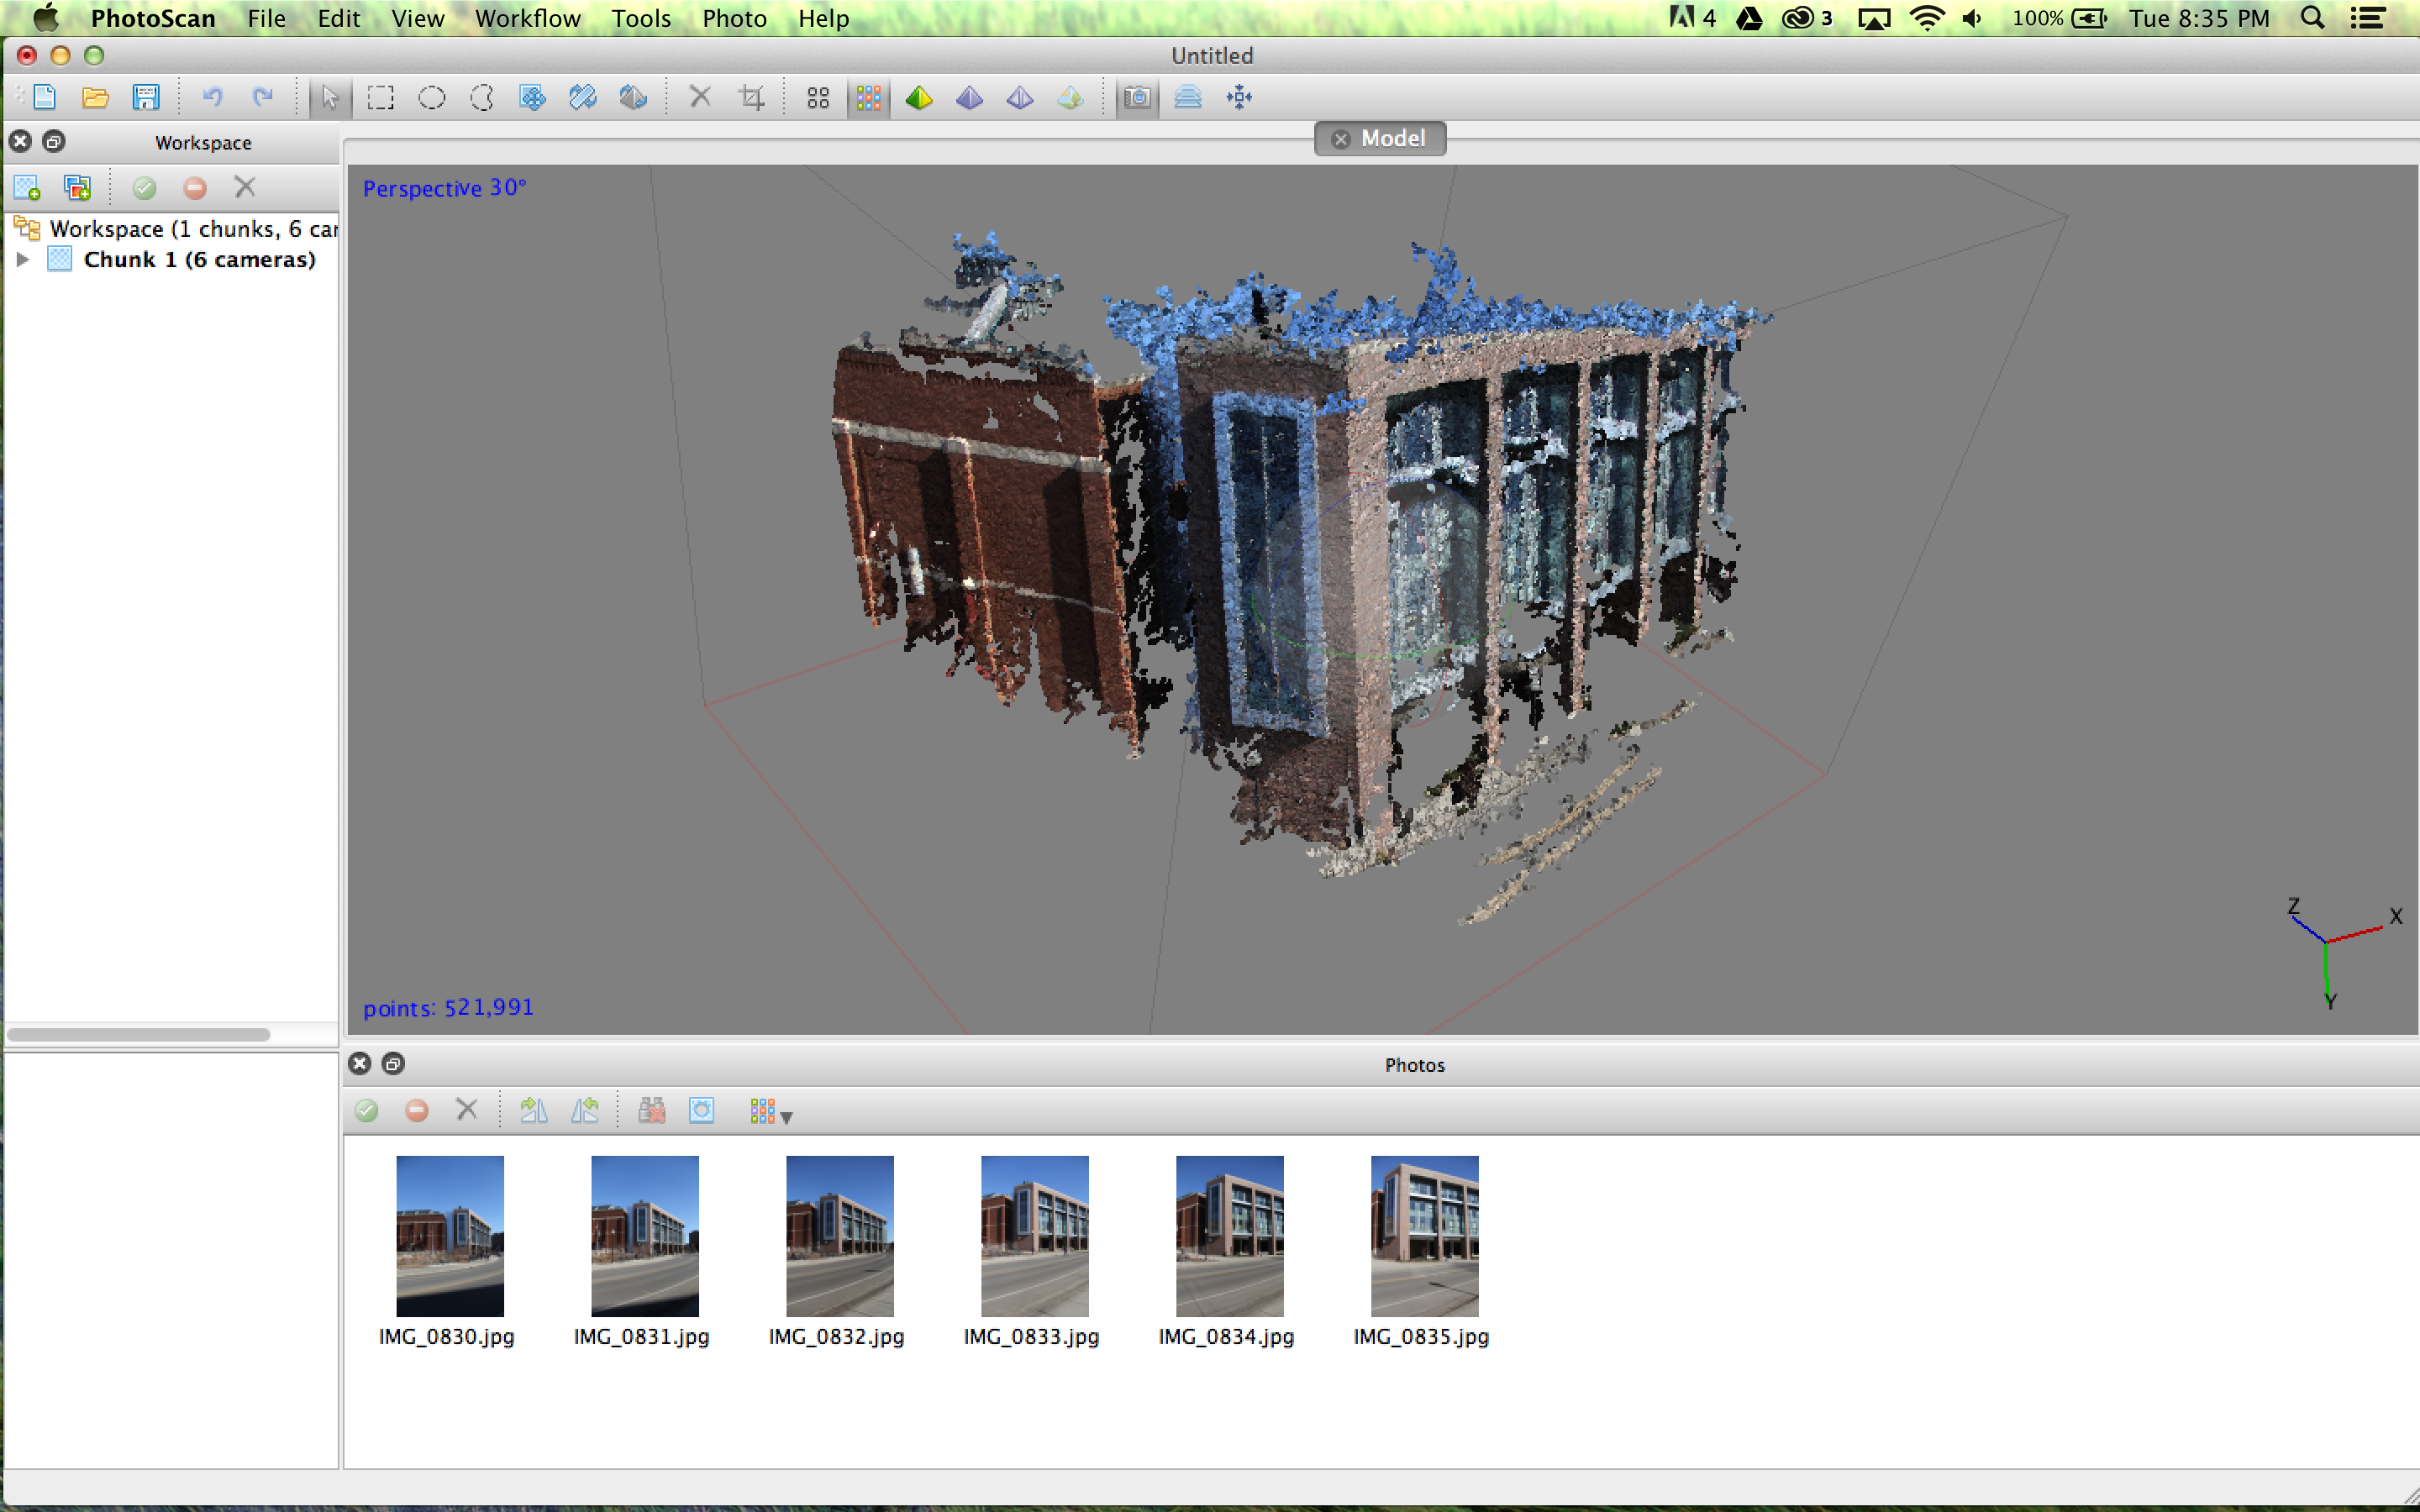 PhotoScan File Edit View Workflow Tools Photo Help 4 3 100% Tue 8:35 PM
Untitled
Workspace
Model
Workspace (1 chunks, 6 car
Chunk 1 (6 cameras)
Perspective 30°
Z
X
Y
points: 521,991
Photos
IMG_0830.jpg IMG_0831.jpg IMG_0832.jpg IMG_0833.jpg IMG_0834.jpg IMG_0835.jpg